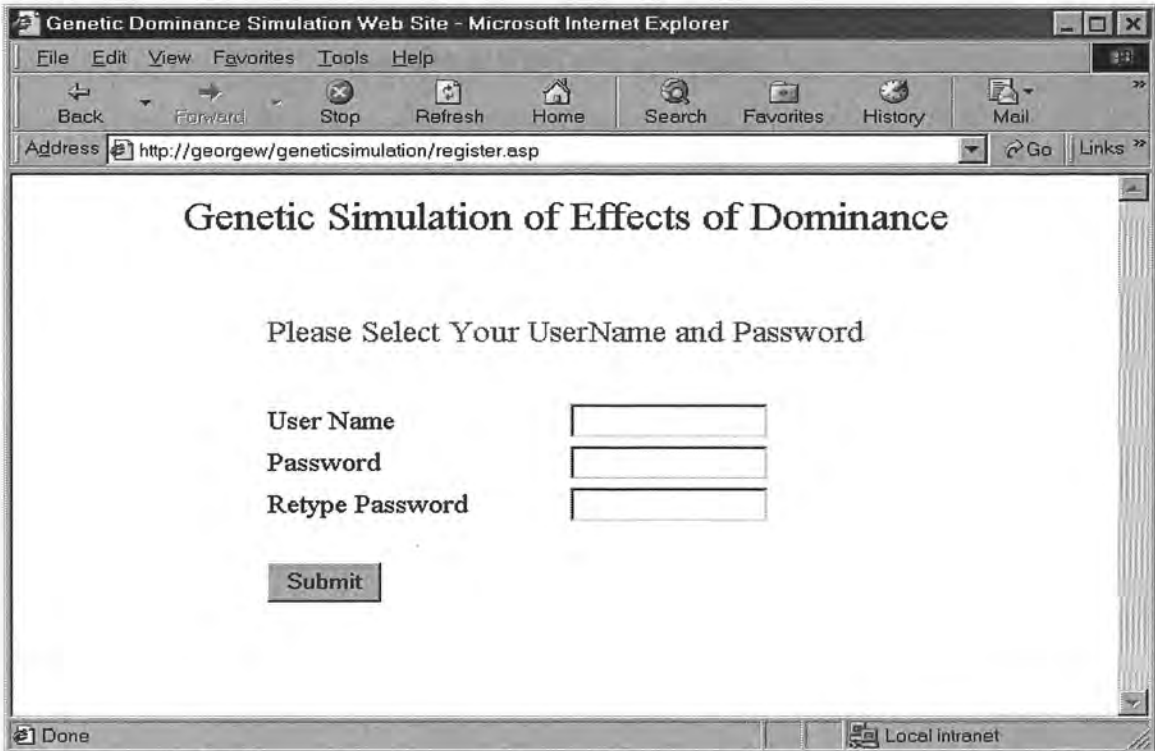 Genetic Dominance Simulation Web Site - Microsoft Internet Explorer
File Edit View Favorites Tools Help
Back Forward Stop Refresh Home Search Favorites History Mail »
Address http://georgew/geneticsimulation/register.asp Go Links »
Genetic Simulation of Effects of Dominance
Please Select Your UserName and Password
User Name
Password
Retype Password
Submit
Done Local intranet